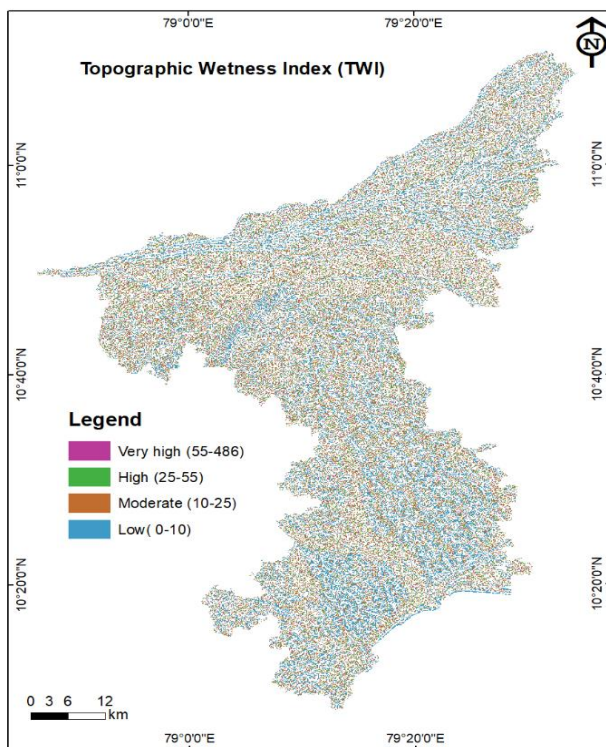 79°0'0"E 79°20'0"E
N
Topographic Wetness Index (TWI)
11°0'0"N 11°0'0"N
10°40'0"N 10°40'0"N
Legend
Very high (55-486)
High (25-55)
Moderate (10-25)
Low( 0-10)
10°20'0"N 10°20'0"N
0 3 6 12
km
79°0'0"E 79°20'0"E